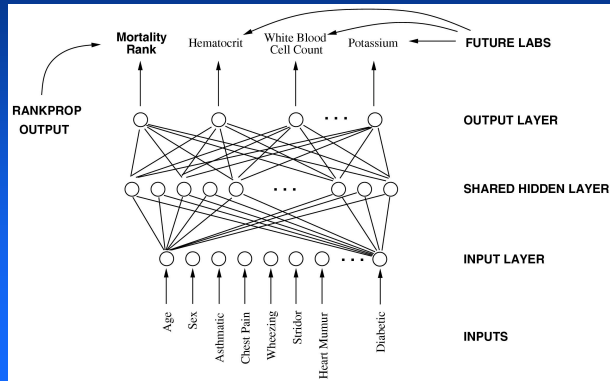 Mortality
Rank
Hematocrit
White Blood
Cell Count
Potassium
FUTURE LABS
RANKPROP
OUTPUT
OUTPUT LAYER
SHARED HIDDEN LAYER
INPUT LAYER
Age
Sex
Asthmatic
Chest Pain
Wheezing
Stridor
Heart Mumur
Diabetic
INPUTS